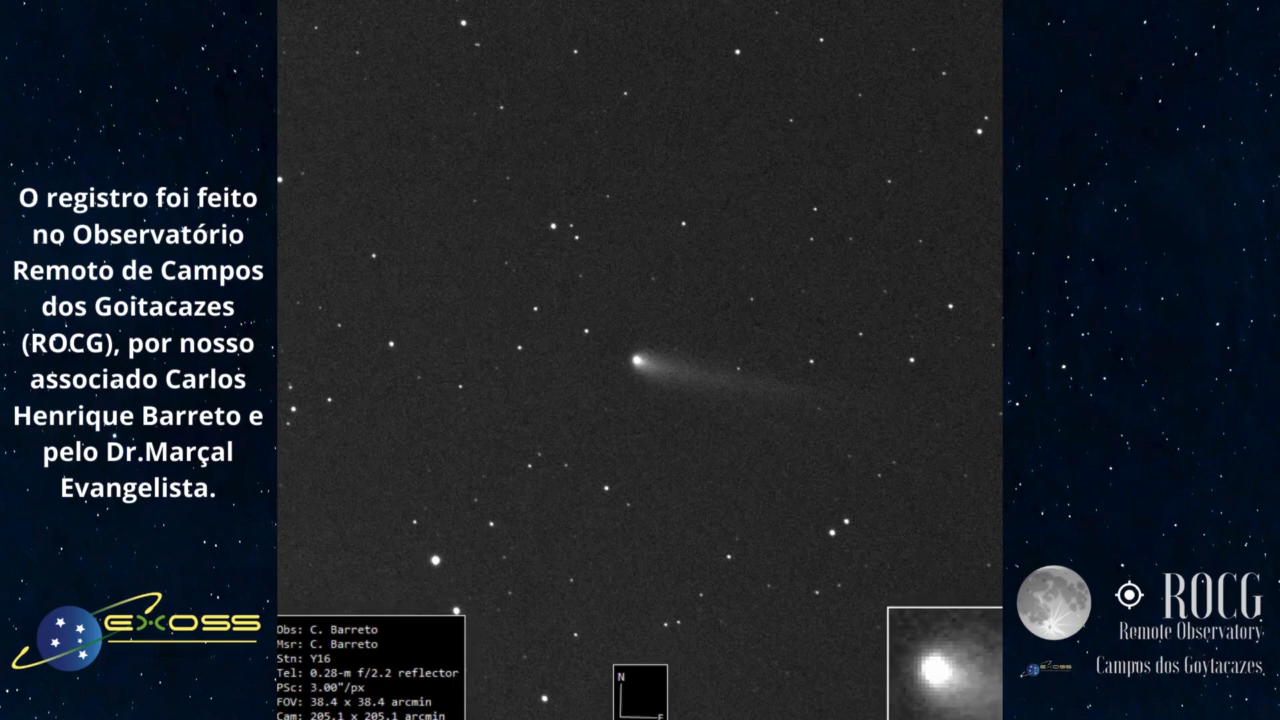 O registro foi feito
no Observatório
Remoto de Campos
dos Goitacazes
(ROCG), por nosso
associado Carlos
Henrique Barreto e
pelo Dr.Marçal
Evangelista.
EXOSS
Obs: C. Barreto
Msr: C. Barreto
Stn: Y16
Tel: 0.28-m f/2.2 reflector
PSc: 3.00"/px
FOV: 38.4 x 38.4 arcmin
Cam: 205.1 x 205.1 arcmin
N
E
ROCG
Remote Observatory
EXOSS
Campos dos Goytacazes